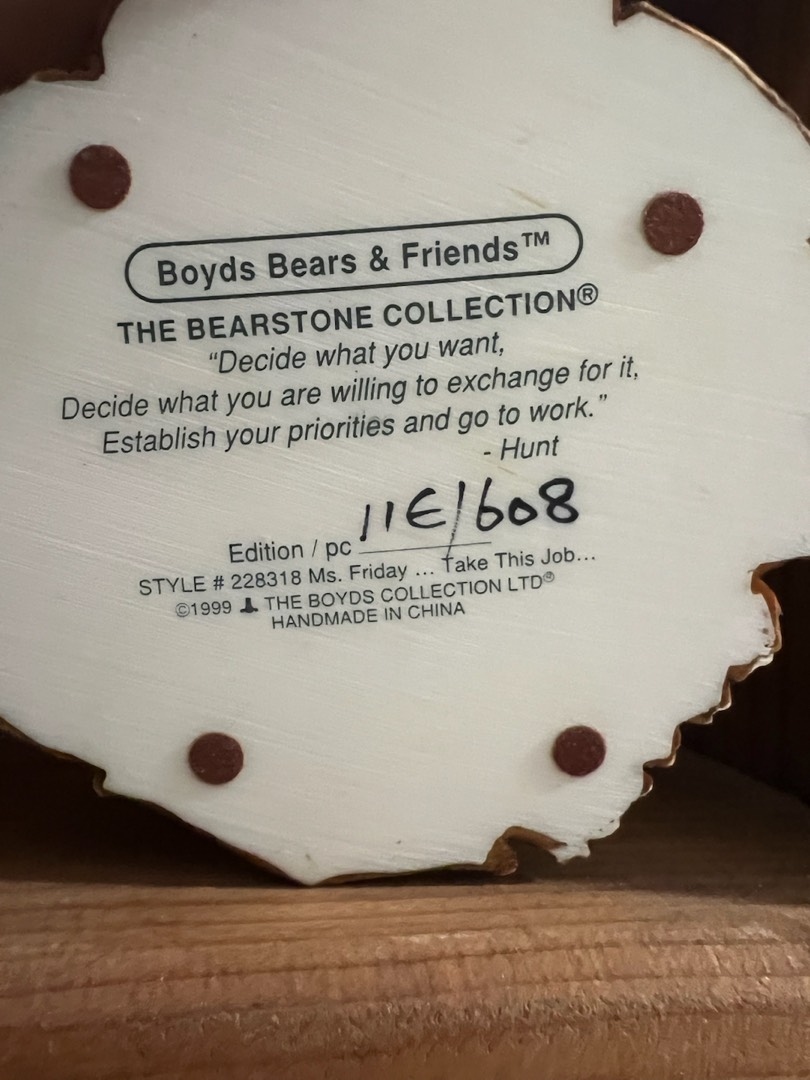 Boyds Bears & Friends™
THE BEARSTONE COLLECTION®
“Decide what you want,
Decide what you are willing to exchange for it,
Establish your priorities and go to work.”
- Hunt
Edition / pc 11E/1608
STYLE # 228318 Ms. Friday ... Take This Job...
©1999 THE BOYDS COLLECTION LTD®
HANDMADE IN CHINA